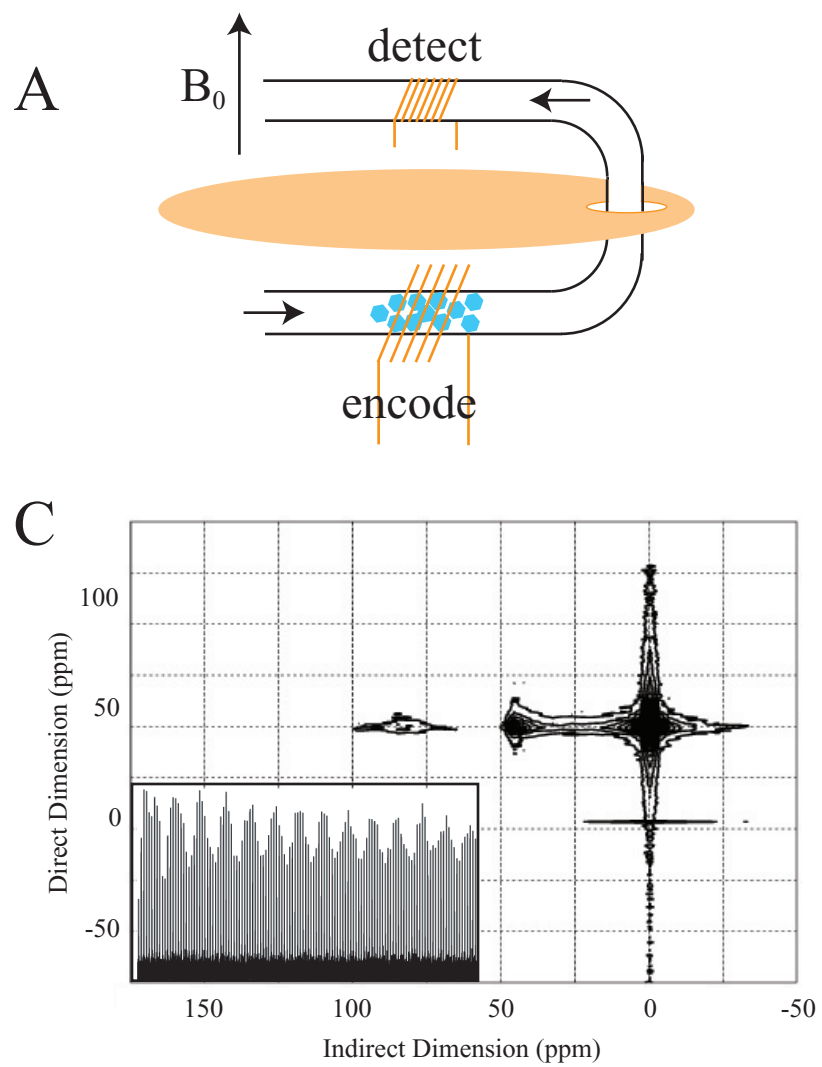 A
B0
detect
encode
C
Direct Dimension (ppm)
100
50
0
-50
150 100 50 0 -50
Indirect Dimension (ppm)